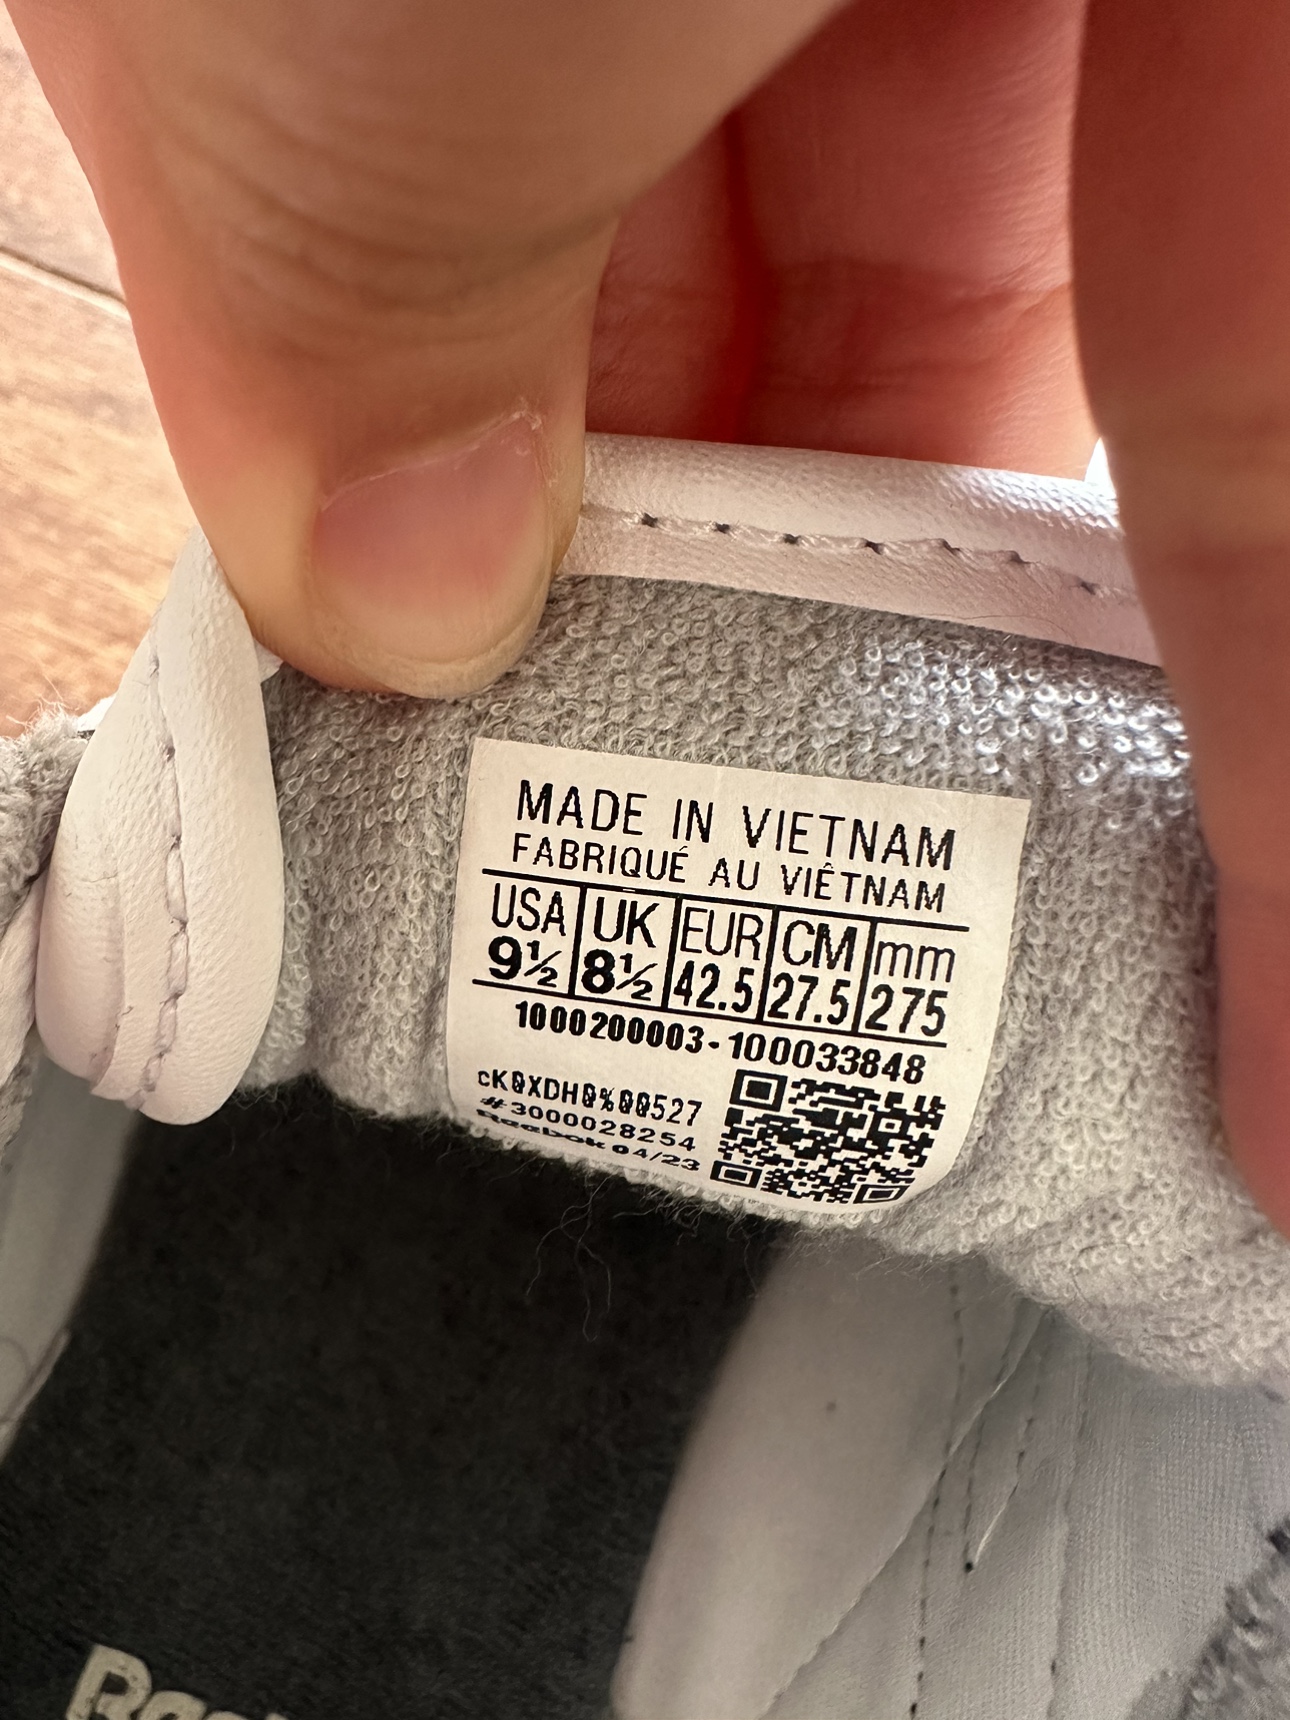 MADE IN VIETNAM
FABRIQUÉ AU VIÊTNAM
USA UK EUR CM mm
9½ 8½ 42.5 27.5 275
1000200003-100033848
cK0XDH0%00527
#3000028254
Reebok 04/23